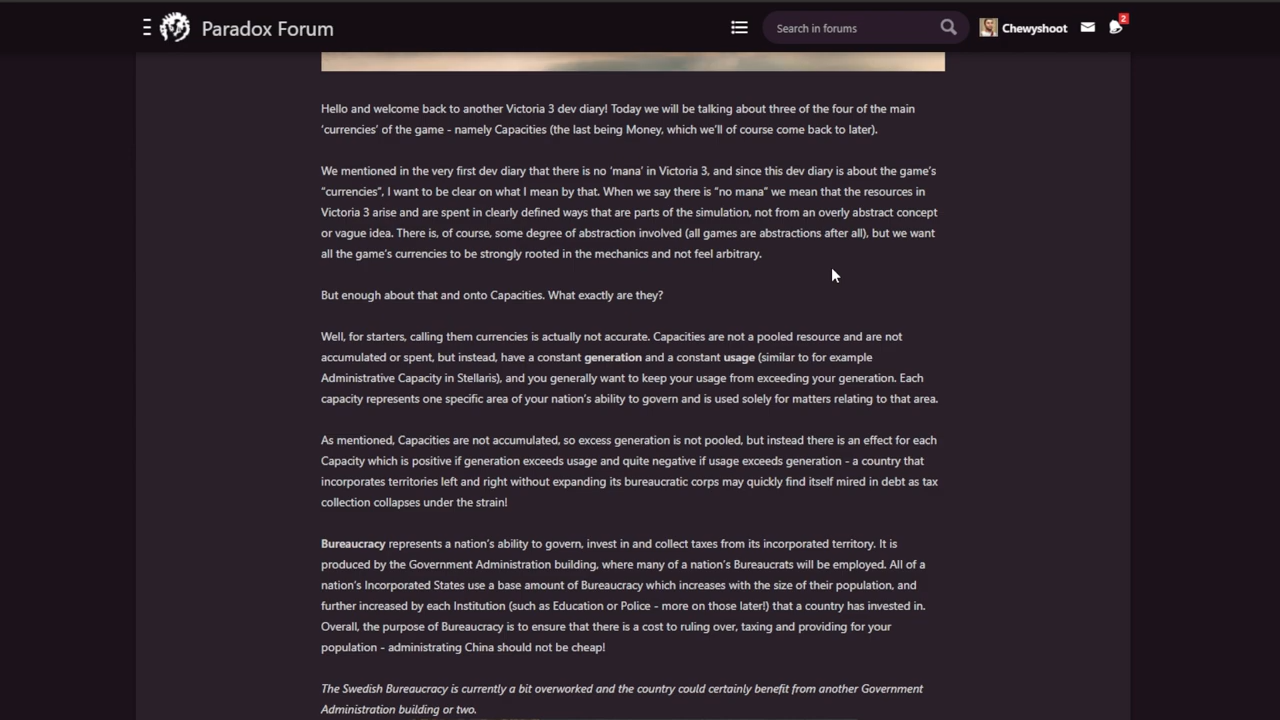 Paradox Forum
Search in forums
Chewyshoot
2
Hello and welcome back to another Victoria 3 dev diary! Today we will be talking about three of the four of the main
‘currencies’ of the game - namely Capacities (the last being Money, which we’ll of course come back to later).
We mentioned in the very first dev diary that there is no ‘mana’ in Victoria 3, and since this dev diary is about the game’s
“currencies”, I want to be clear on what I mean by that. When we say there is “no mana” we mean that the resources in
Victoria 3 arise and are spent in clearly defined ways that are parts of the simulation, not from an overly abstract concept
or vague idea. There is, of course, some degree of abstraction involved (all games are abstractions after all), but we want
all the game’s currencies to be strongly rooted in the mechanics and not feel arbitrary.
But enough about that and onto Capacities. What exactly are they?
Well, for starters, calling them currencies is actually not accurate. Capacities are not a pooled resource and are not
accumulated or spent, but instead, have a constant generation and a constant usage (similar to for example
Administrative Capacity in Stellaris), and you generally want to keep your usage from exceeding your generation. Each
capacity represents one specific area of your nation’s ability to govern and is used solely for matters relating to that area.
As mentioned, Capacities are not accumulated, so excess generation is not pooled, but instead there is an effect for each
Capacity which is positive if generation exceeds usage and quite negative if usage exceeds generation - a country that
incorporates territories left and right without expanding its bureaucratic corps may quickly find itself mired in debt as tax
collection collapses under the strain!
Bureaucracy represents a nation’s ability to govern, invest in and collect taxes from its incorporated territory. It is
produced by the Government Administration building, where many of a nation’s Bureaucrats will be employed. All of a
nation’s Incorporated States use a base amount of Bureaucracy which increases with the size of their population, and
further increased by each Institution (such as Education or Police - more on those later!) that a country has invested in.
Overall, the purpose of Bureaucracy is to ensure that there is a cost to ruling over, taxing and providing for your
population - administrating China should not be cheap!
The Swedish Bureaucracy is currently a bit overworked and the country could certainly benefit from another Government
Administration building or two.